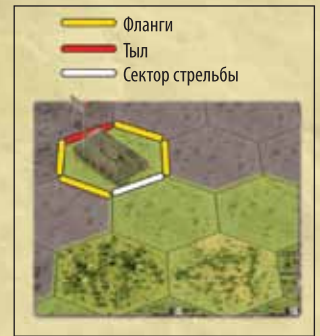 Фланги
Тыл
Сектор стрельбы